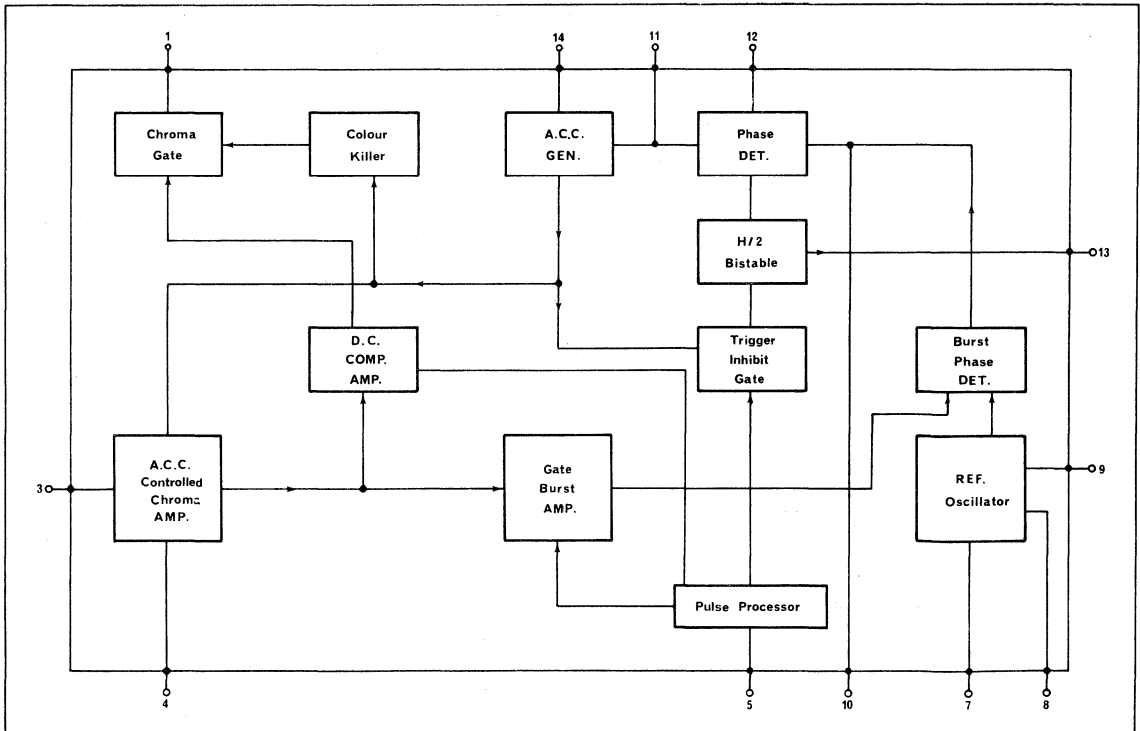 1
14
11
12
Chroma
Gate
Colour
Killer
A.C.C.
GEN.
Phase
DET.
H/2
Bistable
13
D.C.
COMP.
AMP.
Trigger
Inhibit
Gate
Burst
Phase
DET.
3
A.C.C.
Controlled
Chroma
AMP.
Gate
Burst
AMP.
REF.
Oscillator
9
Pulse Processor
4
5
10
7
8